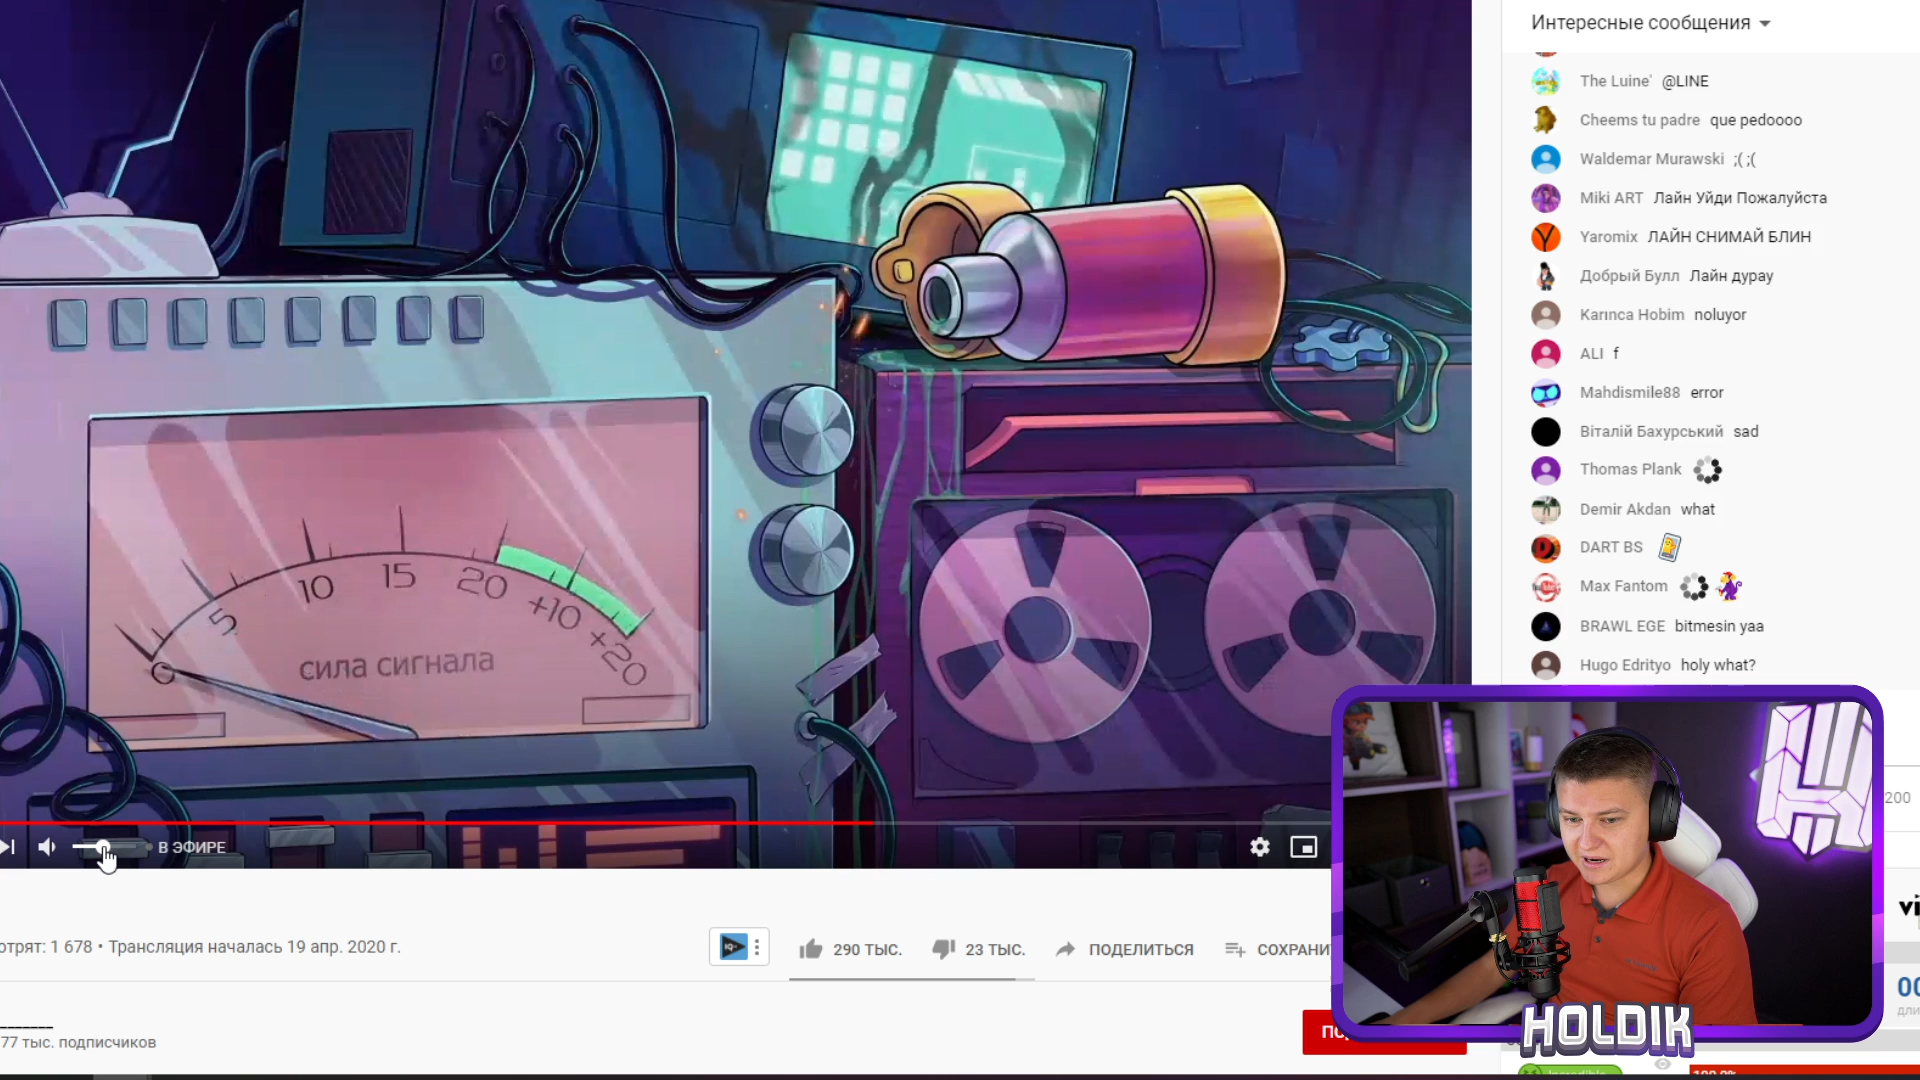 Интересные сообщения
The Luine' @LINE
Cheems tu padre que pedoooo
Waldemar Murawski ;( ;(
Miki ART Лайн Уйди Пожалуйста
Yaromix ЛАЙН СНИМАЙ БЛИН
Добрый Булл Лайн дурау
Karınca Hobim noluyor
ALI f
Mahdismile88 error
Віталій Бахурський sad
Thomas Plank
Demir Akdan what
DART BS
Max Fantom
BRAWL EGE bitmesin yaa
Hugo Edrityo holy what?
0 5 10 15 20 +10 +20
сила сигнала
В ЭФИРЕ
отрят: 1 678 • Трансляция началась 19 апр. 2020 г.
290 ТЫС.
23 ТЫС.
ПОДЕЛИТЬСЯ
СОХРАНИ
77 тыс. подписчиков
200
vi
HOLDIK